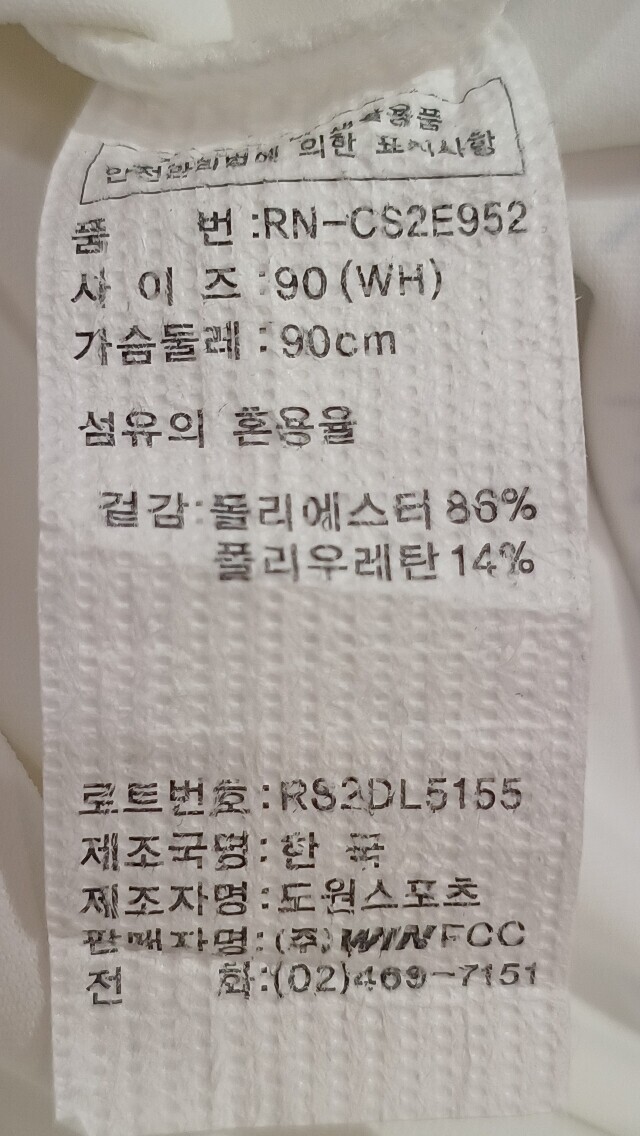 용품
안전관리법에 의한 표시사항
품 번 :RN-CS2E952
사 이 즈 :90 (WH)
가슴둘레 : 90cm
섬유의 혼용율
겉감:폴리에스터 86%
폴리우레탄 14%
로트번호:RS2DL5155
제조국명:한 국
제조자명:도원스포츠
판매자명:(주)WINFCC
전 화:(02)469-7151